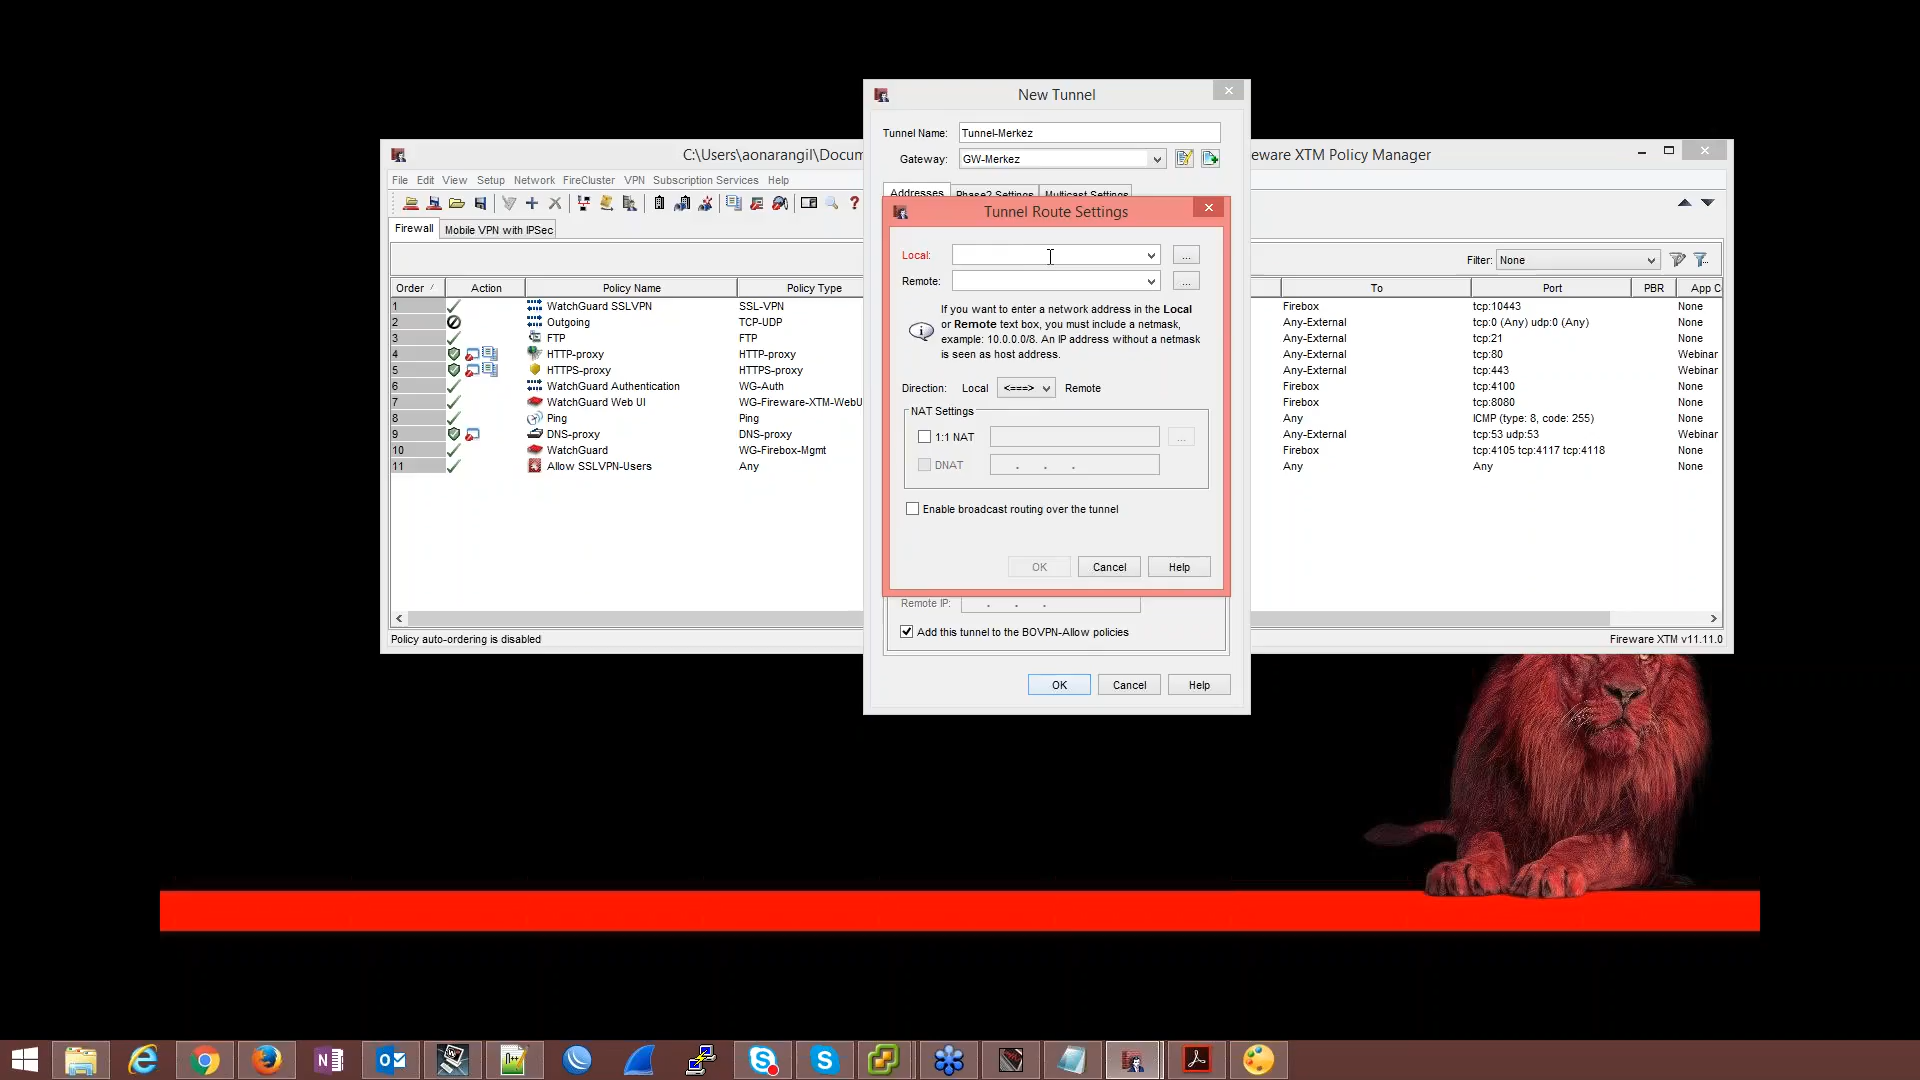 New Tunnel
Tunnel Name: Tunnel-Merkez
Gateway: GW-Merkez
Addresses Phase2 Settings Multicast Settings
C:\Users\aonarangil\Docum
eware XTM Policy Manager
File Edit View Setup Network FireCluster VPN Subscription Services Help
Firewall Mobile VPN with IPSec
Filter: None
Order Action Policy Name Policy Type To Port PBR App C
1 WatchGuard SSLVPN SSL-VPN Firebox tcp:10443 None
2 Outgoing TCP-UDP Any-External tcp:0 (Any) udp:0 (Any) None
3 FTP FTP Any-External tcp:21 None
4 HTTP-proxy HTTP-proxy Any-External tcp:80 Webinar
5 HTTPS-proxy HTTPS-proxy Any-External tcp:443 Webinar
6 WatchGuard Authentication WG-Auth Firebox tcp:4100 None
7 WatchGuard Web UI WG-Fireware-XTM-WebU Firebox tcp:8080 None
8 Ping Ping Any ICMP (type: 8, code: 255) None
9 DNS-proxy DNS-proxy Any-External tcp:53 udp:53 Webinar
10 WatchGuard WG-Firebox-Mgmt Firebox tcp:4105 tcp:4117 tcp:4118 None
11 Allow SSLVPN-Users Any Any Any None
Policy auto-ordering is disabled
Fireware XTM v11.11.0
Tunnel Route Settings
Local:
Remote:
If you want to enter a network address in the Local
or Remote text box, you must include a netmask,
example: 10.0.0.0/8. An IP address without a netmask
is seen as host address.
Direction: Local <===> Remote
NAT Settings
1:1 NAT
DNAT
Enable broadcast routing over the tunnel
OK Cancel Help
Remote IP:
Add this tunnel to the BOVPN-Allow policies
OK Cancel Help